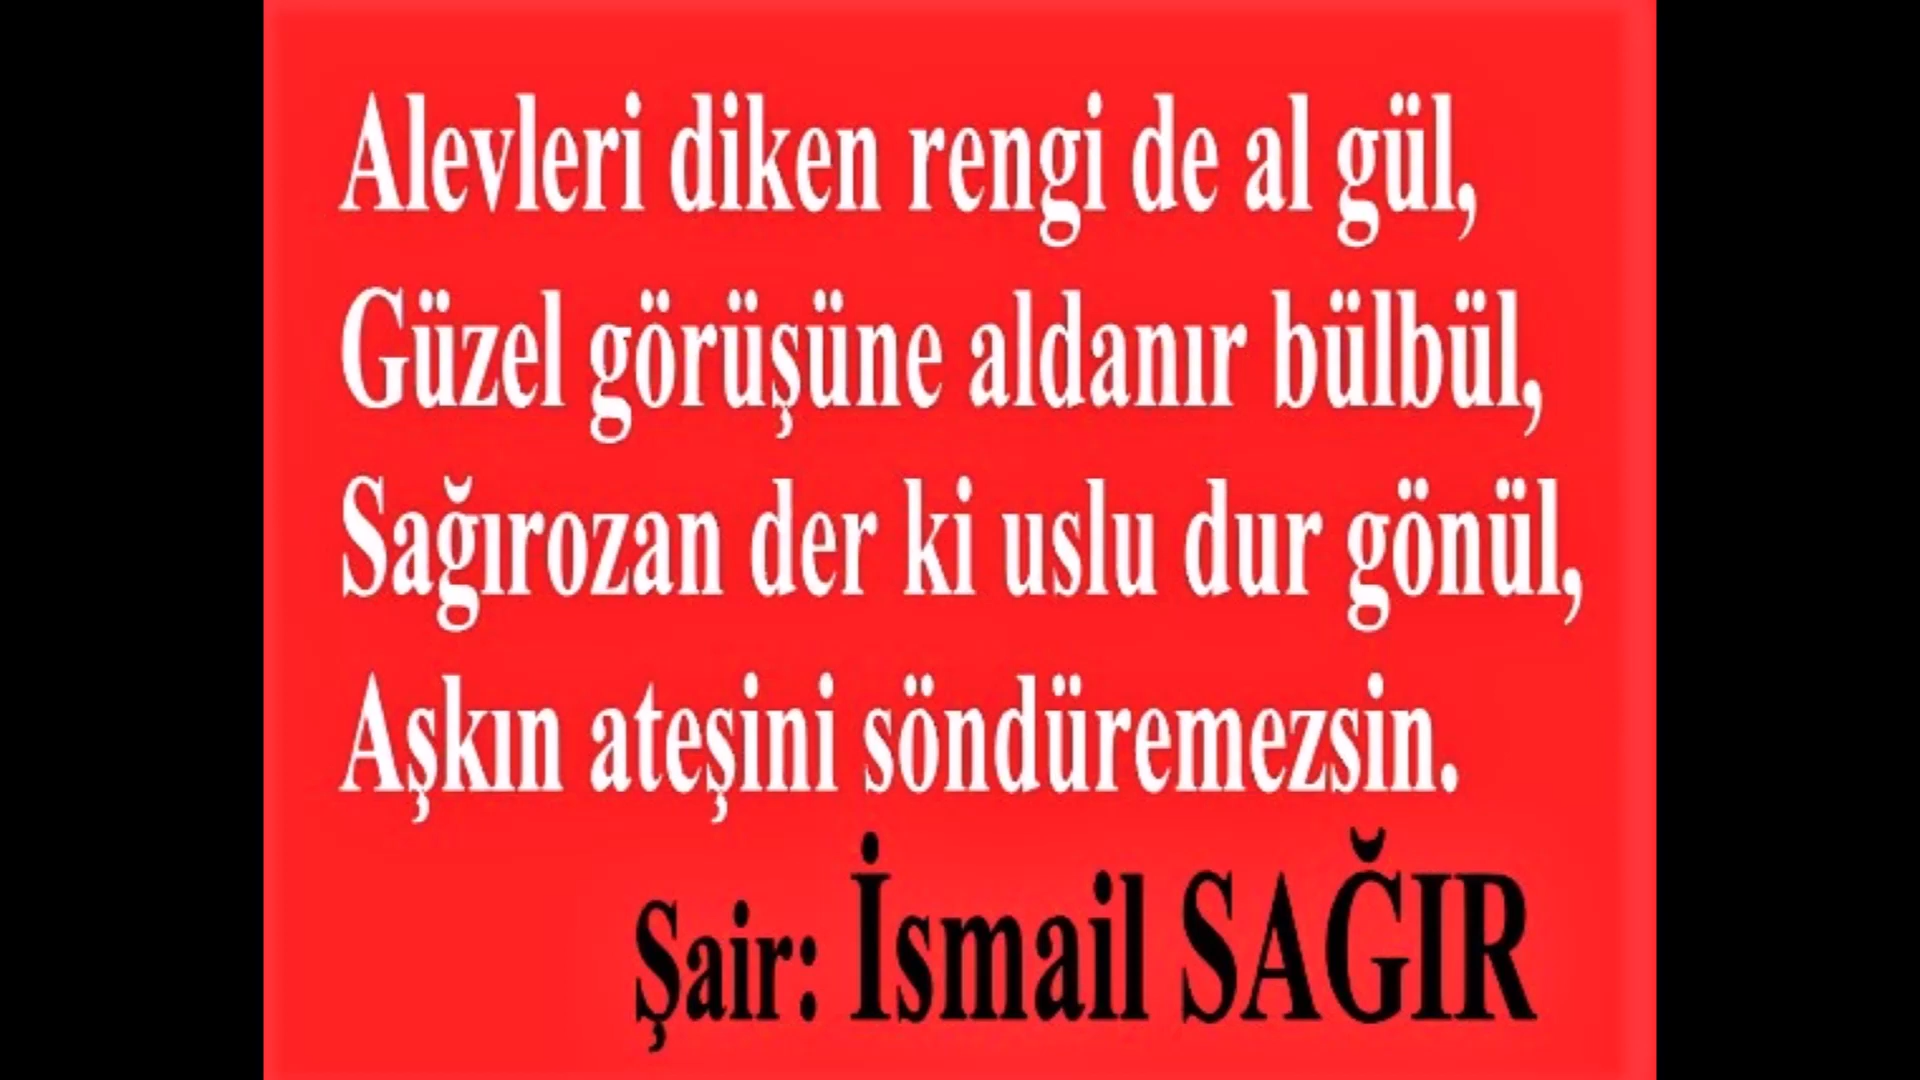 Alevleri diken rengi de al gül,
Güzel görüşüne aldanır bülbül,
Sağırozan der ki uslu dur gönül,
Aşkın ateşini söndüremezsin.
Şair: İsmail SAĞIR